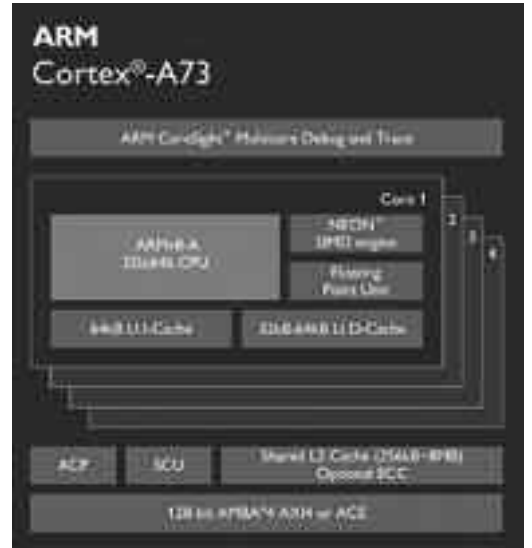 ARM
Cortex®-A73
ARM CoreSight™ Multicore Debug and Trace
Core 1
2
3
4
NEON™
SIMD engine
ARMv8-A
32b/64b CPU
Floating
Point Unit
64kB L1 I-Cache
32kB-64kB L1 D-Cache
ACP
SCU
Shared L2 Cache (256kB-8MB)
Optional ECC
128 bit AMBA®4 AXI4 or ACE